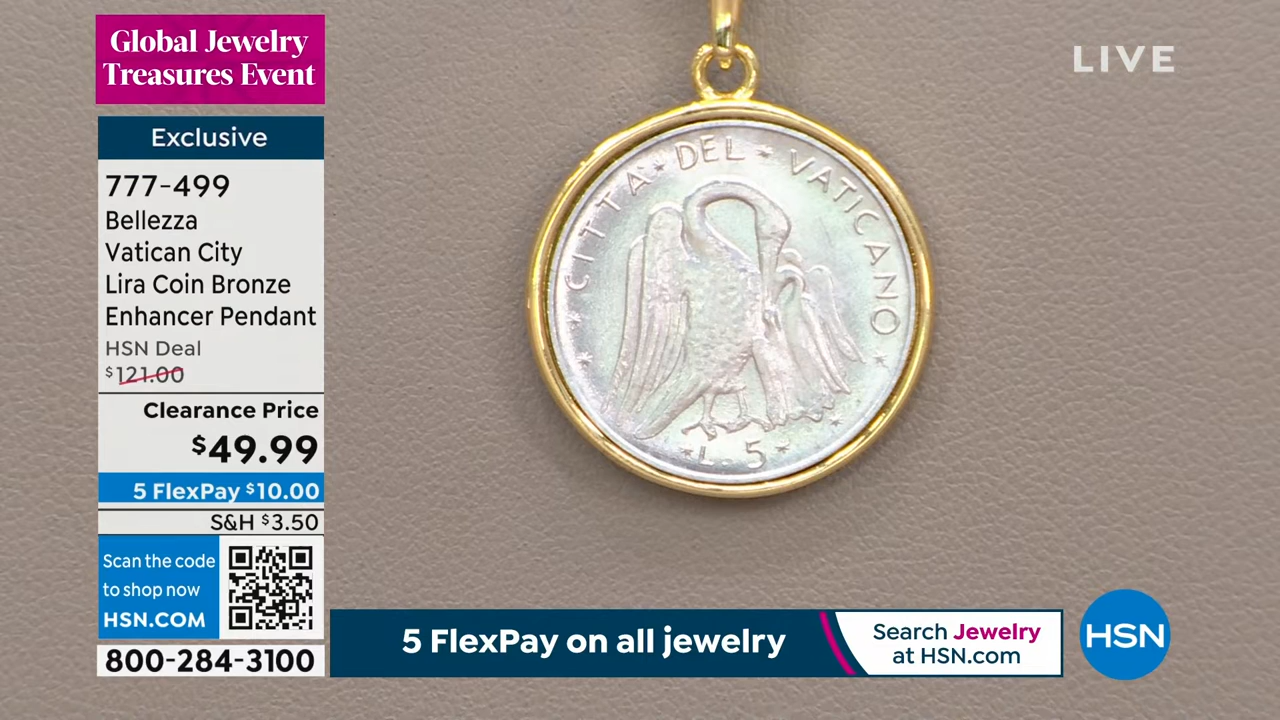 Global Jewelry
Treasures Event
Exclusive
777-499
Bellezza
Vatican City
Lira Coin Bronze
Enhancer Pendant
HSN Deal
$121.00
Clearance Price
$49.99
5 FlexPay $10.00
S&H $3.50
Scan the code
to shop now
HSN.COM
800-284-3100
LIVE
CITTA DEL VATICANO
L. 5
5 FlexPay on all jewelry
Search Jewelry
at HSN.com
HSN